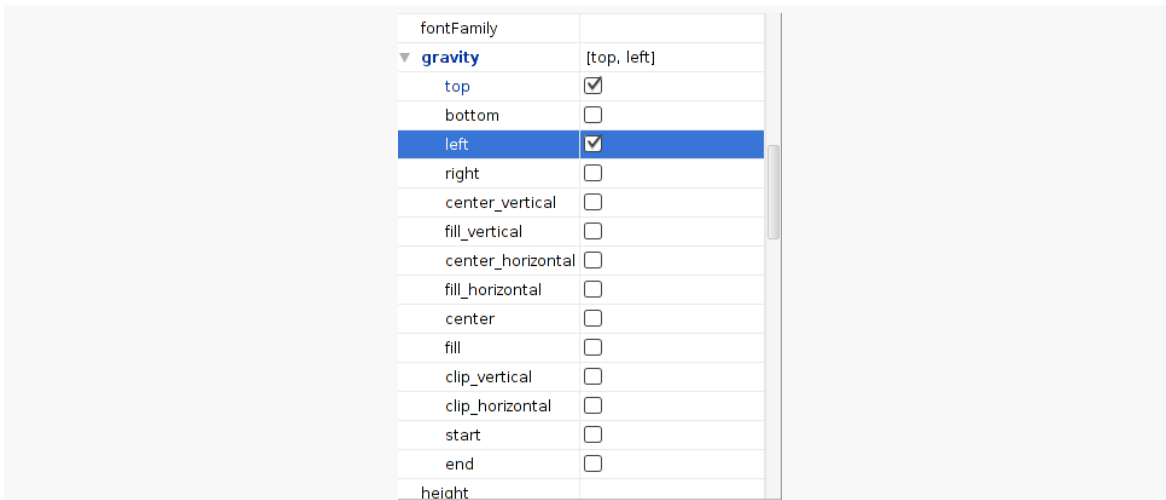 fontFamily
gravity [top, left]
top
bottom
left
right
center_vertical
fill_vertical
center_horizontal
fill_horizontal
center
fill
clip_vertical
clip_horizontal
start
end
height